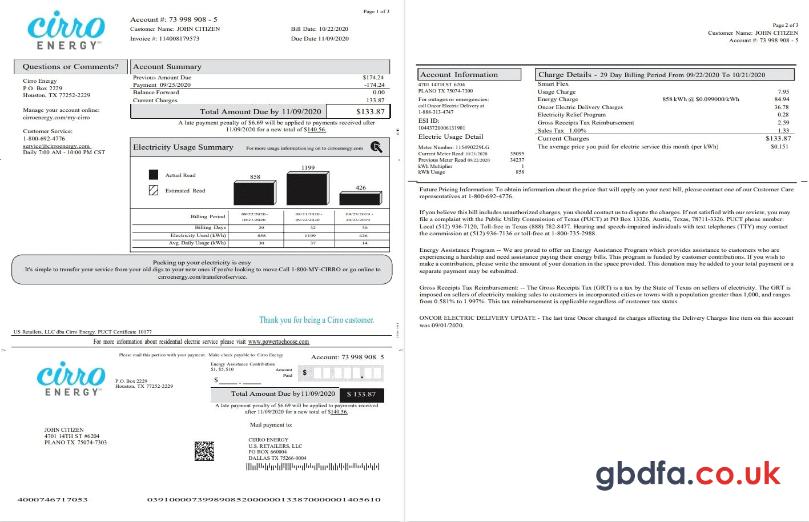 cirro
ENERGY™
Page 1 of 3
Account #: 73 998 908 - 5
Customer Name: JOHN CITIZEN
Bill Date: 10/22/2020
Invoice #: 114008179573
Due Date 11/09/2020
Questions or Comments?
Cirro Energy
P.O. Box 2229
Houston, TX 77252-2229
Manage your account online:
cirroenergy.com/my-cirro
Customer Service:
1-800-692-4776
service@cirroenergy.com
Daily 7:00 AM - 10:00 PM CST
Account Summary
Previous Amount Due $174.24
Payment 09/25/2020 -174.24
Balance Forward 0.00
Current Charges 133.87
Total Amount Due by 11/09/2020 $133.87
A late payment penalty of $6.69 will be applied to payments received after
11/09/2020 for a new total of $140.56.
Electricity Usage Summary
For more usage information log on to cirroenergy.com
Actual Read
Estimated Read
858
1199
426
Billing Period
Billing Days 29 32 30
Electricity Used (kWh) 858 1199 426
Avg. Daily Usage (kWh) 30 37 14
Packing up your electricity is easy
It's simple to transfer your service from your old digs to your new ones if you're looking to move Call 1-800-MY-CIRRO or go online to
cirroenergy.com/transferofservice.
Thank you for being a Cirro customer.
US Retailers, LLC dba Cirro Energy. PUCT Certificate 10177
For more information about residential electric service please visit www.powertochoose.com
Please mail this portion with your payment. Make check payable to: Cirro Energy
Account: 73 998 908 5
cirro
ENERGY™
P.O. Box 2229
Houston, TX 77252-2229
Energy Assistance Contribution
$1, $5, $10
$ .
Amount
Paid
$
Total Amount Due by 11/09/2020 $ 133.87
A late payment penalty of $6.69 will be applied to payments received
after 11/09/2020 for a new total of $140.56.
Mail payment to:
JOHN CITIZEN
4701 14TH ST #6204
PLANO TX 75074-7303
CIRRO ENERGY
U.S. RETAILERS, LLC
PO BOX 660004
DALLAS TX 75266-0004
4000746717053
Page 2 of 3
Customer Name: JOHN CITIZEN
Account #: 73 998 908 - 5
Account Information
PLANO TX 75074-7300
For outages or emergencies:
call Oncor Electric Delivery at
1-888-313-4747
ESI ID:
Electric Usage Detail
Meter Number: 115490229LG
Current Meter Read 10/21/2020 35095
Previous Meter Read 09/22/2020 34237
kWh Multiplier 1
kWh Usage 858
Charge Details - 29 Day Billing Period From 09/22/2020 To 10/21/2020
Smart Flex
Usage Charge 7.95
Energy Charge 858 kWh @ $0.099000/kWh 84.94
Oncor Electric Delivery Charges 36.78
Electricity Relief Program 0.28
Gross Receipts Tax Reimbursement 2.59
Sales Tax 1.00% 1.33
Current Charges $133.87
The average price you paid for electric service this month (per kWh) $0.151
Future Pricing Information: To obtain information about the price that will apply on your next bill, please contact one of our Customer Care
representatives at 1-800-692-4776.
If you believe this bill includes unauthorized charges, you should contact us to dispute the charges. If not satisfied with our review, you may
file a complaint with the Public Utility Commission of Texas (PUCT) at PO BOX 13326, Austin, Texas, 78711-3326. PUCT phone number:
Local (512) 936-7120, Toll-free in Texas (888) 782-8477. Hearing and speech-impaired individuals with text telephones (TTY) may contact
the commission at (512) 936-7136 or toll-free at 1-800-735-2988.
Energy Assistance Program -- We are proud to offer an Energy Assistance Program which provides assistance to customers who are
experiencing a hardship and need assistance paying their energy bills. This program is funded by customer contributions. If you wish to
make a contribution, please write the amount of your donation in the space provided. This donation may be added to your total payment or a
separate payment may be submitted.
Gross Receipts Tax Reimbursement: -- The Gross Receipts Tax (GRT) is a tax by the State of Texas on sellers of electricity. The GRT is
imposed on sellers of electricity making sales to customers in incorporated cities or towns with a population greater than 1,000, and ranges
from 0.581% to 1.997%. This tax reimbursement is applicable regardless of customer tax status
ONCOR ELECTRIC DELIVERY UPDATE - The last time Oncor changed its charges affecting the Delivery Charges line item on this account
was 09/01/2020.
gbdfa.co.uk